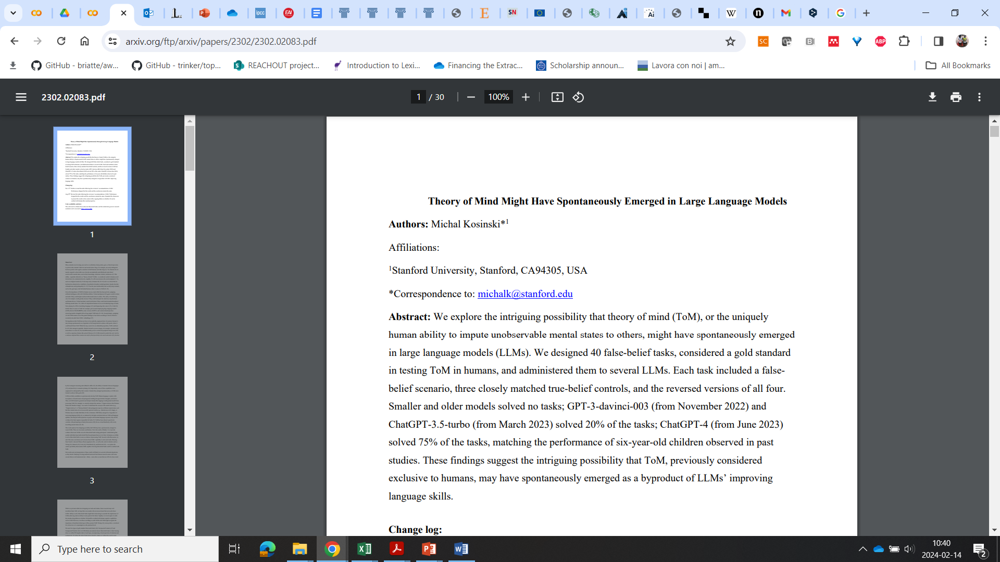 arxiv.org/ftp/arxiv/papers/2302/2302.02083.pdf
GitHub - briatte/aw...
GitHub - trinker/top...
REACHOUT project...
Introduction to Lexi...
Financing the Extrac...
Scholarship announ...
Lavora con noi | am...
All Bookmarks
2302.02083.pdf
1 / 30
100%
1
2
3
Theory of Mind Might Have Spontaneously Emerged in Large Language Models
Authors: Michal Kosinski*1
Affiliations:
1Stanford University, Stanford, CA94305, USA
*Correspondence to: michalk@stanford.edu
Abstract: We explore the intriguing possibility that theory of mind (ToM), or the uniquely
human ability to impute unobservable mental states to others, might have spontaneously emerged
in large language models (LLMs). We designed 40 false-belief tasks, considered a gold standard
in testing ToM in humans, and administered them to several LLMs. Each task included a false-
belief scenario, three closely matched true-belief controls, and the reversed versions of all four.
Smaller and older models solved no tasks; GPT-3-davinci-003 (from November 2022) and
ChatGPT-3.5-turbo (from March 2023) solved 20% of the tasks; ChatGPT-4 (from June 2023)
solved 75% of the tasks, matching the performance of six-year-old children observed in past
studies. These findings suggest the intriguing possibility that ToM, previously considered
exclusive to humans, may have spontaneously emerged as a byproduct of LLMs’ improving
language skills.
Change log:
Type here to search
10:40
2024-02-14
2